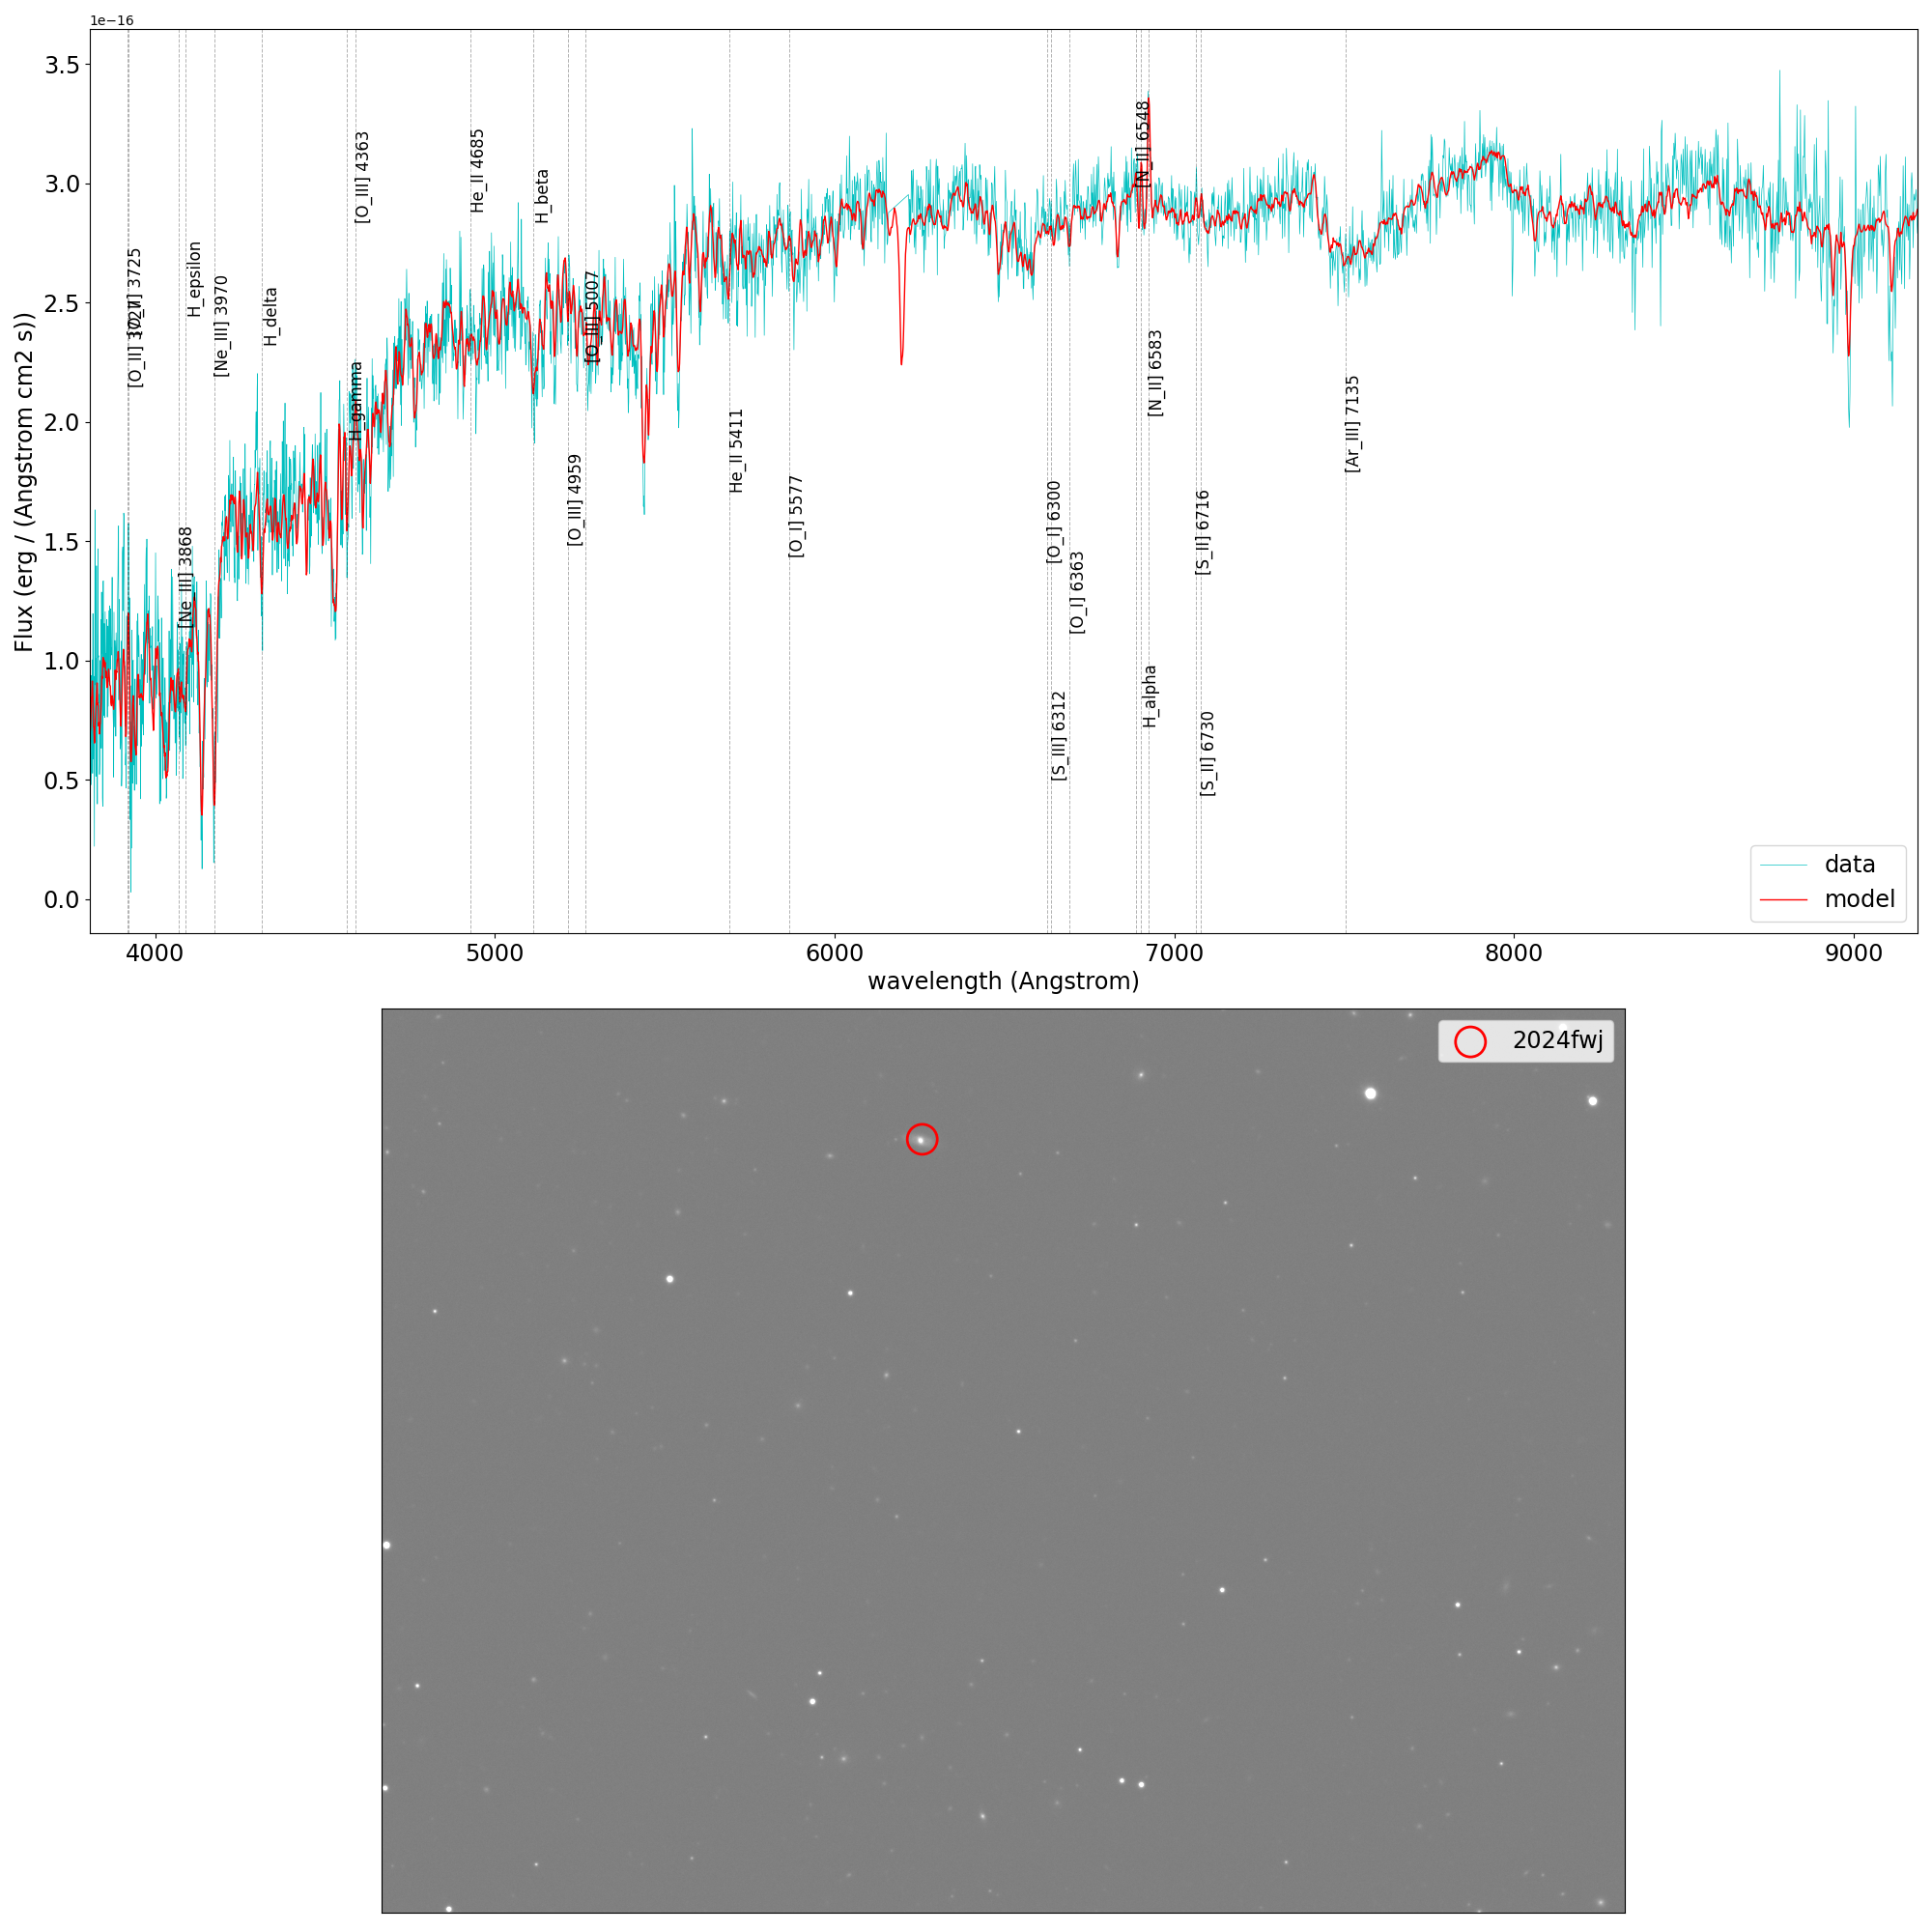 1e−16
3.5
3.0
2.5
2.0
1.5
1.0
0.5
0.0
Flux (erg / (Angstrom cm2 s))
[O_II] 3725
[O_II] 3727
[Ne_III] 3868
H_epsilon
[Ne_III] 3970
H_delta
H_gamma
[O_III] 4363
He_II 4685
H_beta
[O_III] 4959
[O_III] 5007
He_II 5411
[O_I] 5577
[O_I] 6300
[S_III] 6312
[O_I] 6363
[N_II] 6548
H_alpha
[N_II] 6583
[S_II] 6716
[S_II] 6730
[Ar_III] 7135
data
model
4000 5000 6000 7000 8000 9000
wavelength (Angstrom)
2024fwj